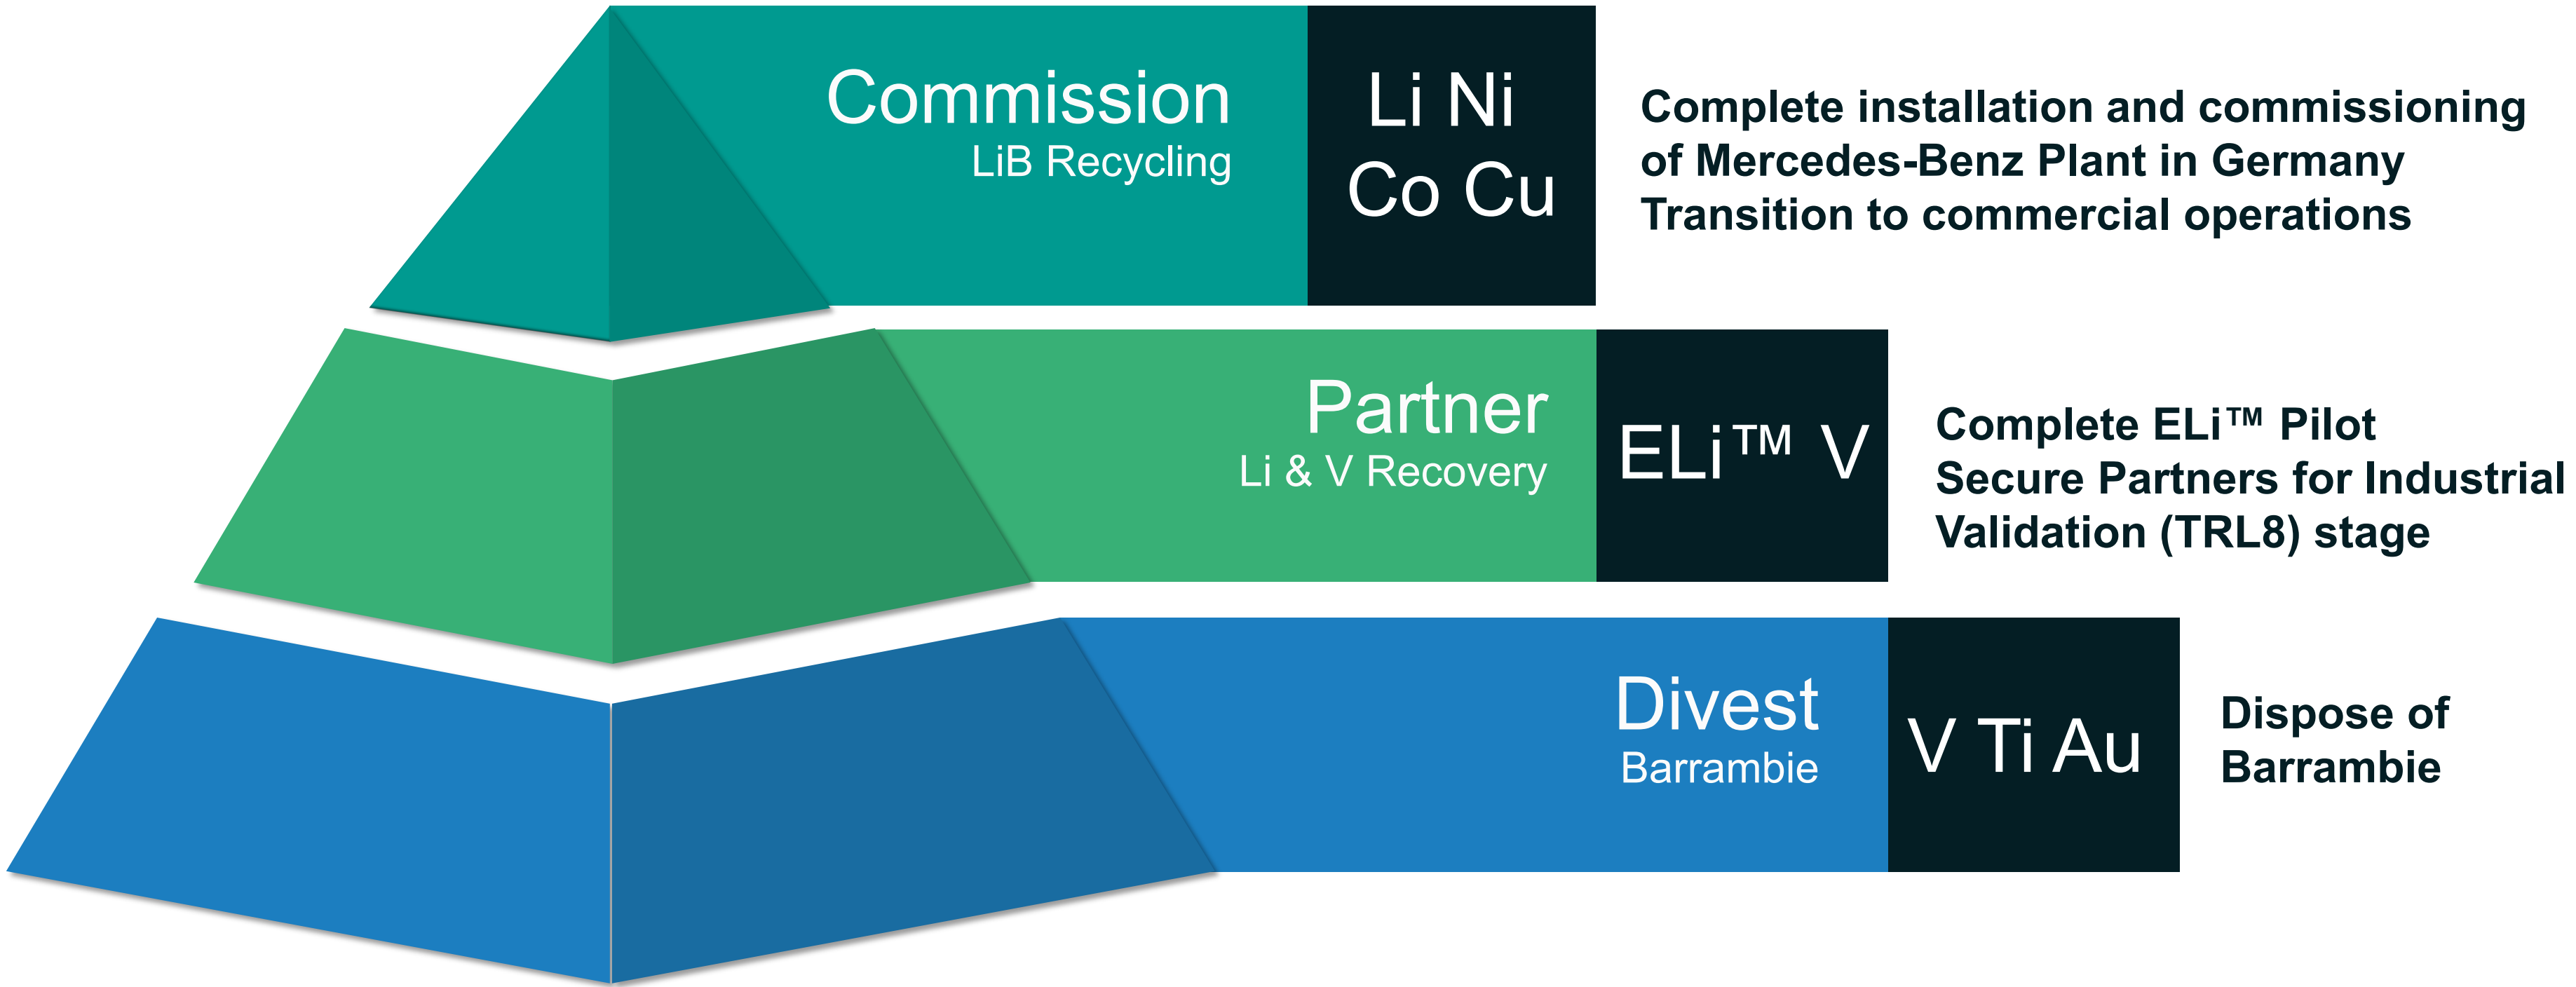 Commission
LiB Recycling
Li Ni
Co Cu
Complete installation and commissioning
of Mercedes-Benz Plant in Germany
Transition to commercial operations
Partner
Li & V Recovery
ELi™ V
Complete ELi™ Pilot
Secure Partners for Industrial
Validation (TRL8) stage
Divest
Barrambie
V Ti Au
Dispose of
Barrambie